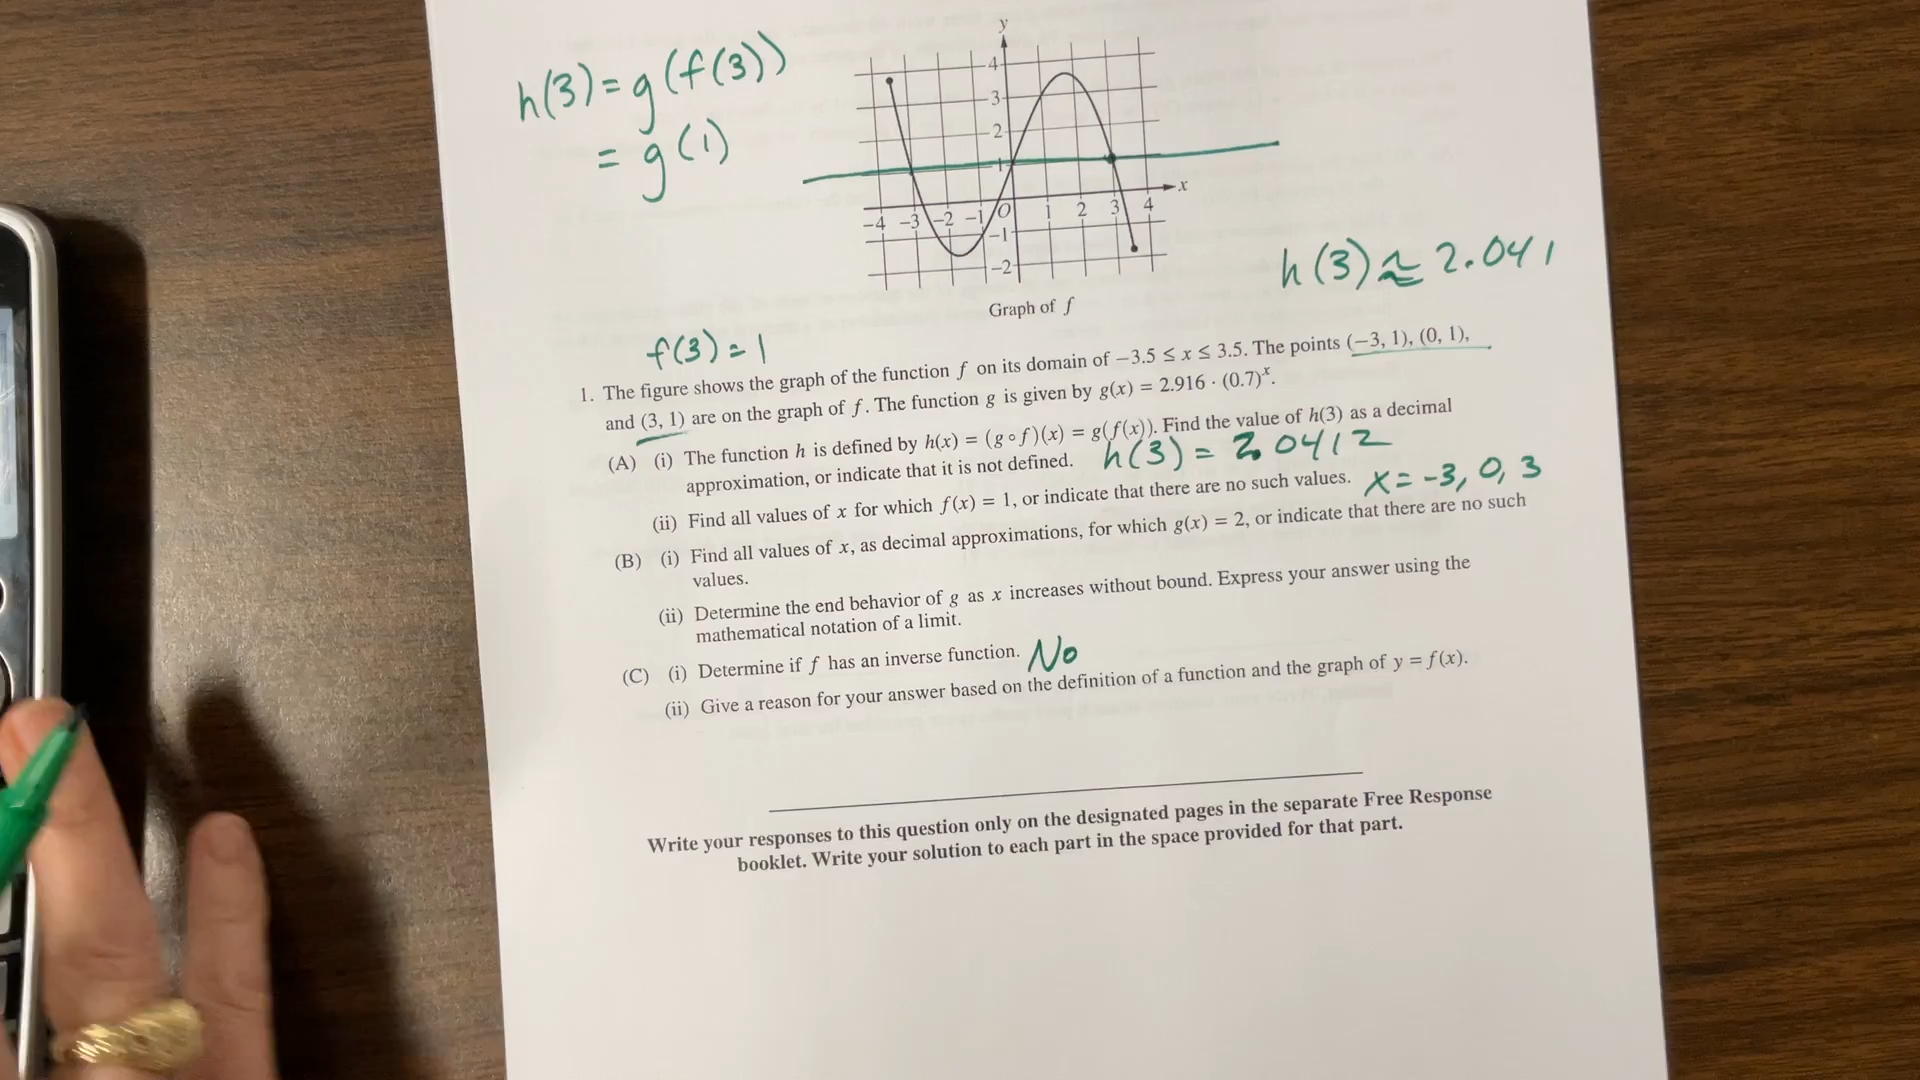 h(3) = g(f(3))
= g(1)
y
4
3
2
1
x
-4 -3 -2 -1 O 1 2 3 4
-1
-2
Graph of f
h(3) ≈ 2.041
f(3) = 1
1. The figure shows the graph of the function f on its domain of −3.5 ≤ x ≤ 3.5. The points (−3, 1), (0, 1),
and (3, 1) are on the graph of f. The function g is given by g(x) = 2.916 · (0.7)^x.
(A) (i) The function h is defined by h(x) = (g ∘ f)(x) = g(f(x)). Find the value of h(3) as a decimal
approximation, or indicate that it is not defined. h(3) = 2.0412
(ii) Find all values of x for which f(x) = 1, or indicate that there are no such values. x = -3, 0, 3
(B) (i) Find all values of x, as decimal approximations, for which g(x) = 2, or indicate that there are no such
values.
(ii) Determine the end behavior of g as x increases without bound. Express your answer using the
mathematical notation of a limit.
(C) (i) Determine if f has an inverse function. No
(ii) Give a reason for your answer based on the definition of a function and the graph of y = f(x).
Write your responses to this question only on the designated pages in the separate Free Response
booklet. Write your solution to each part in the space provided for that part.